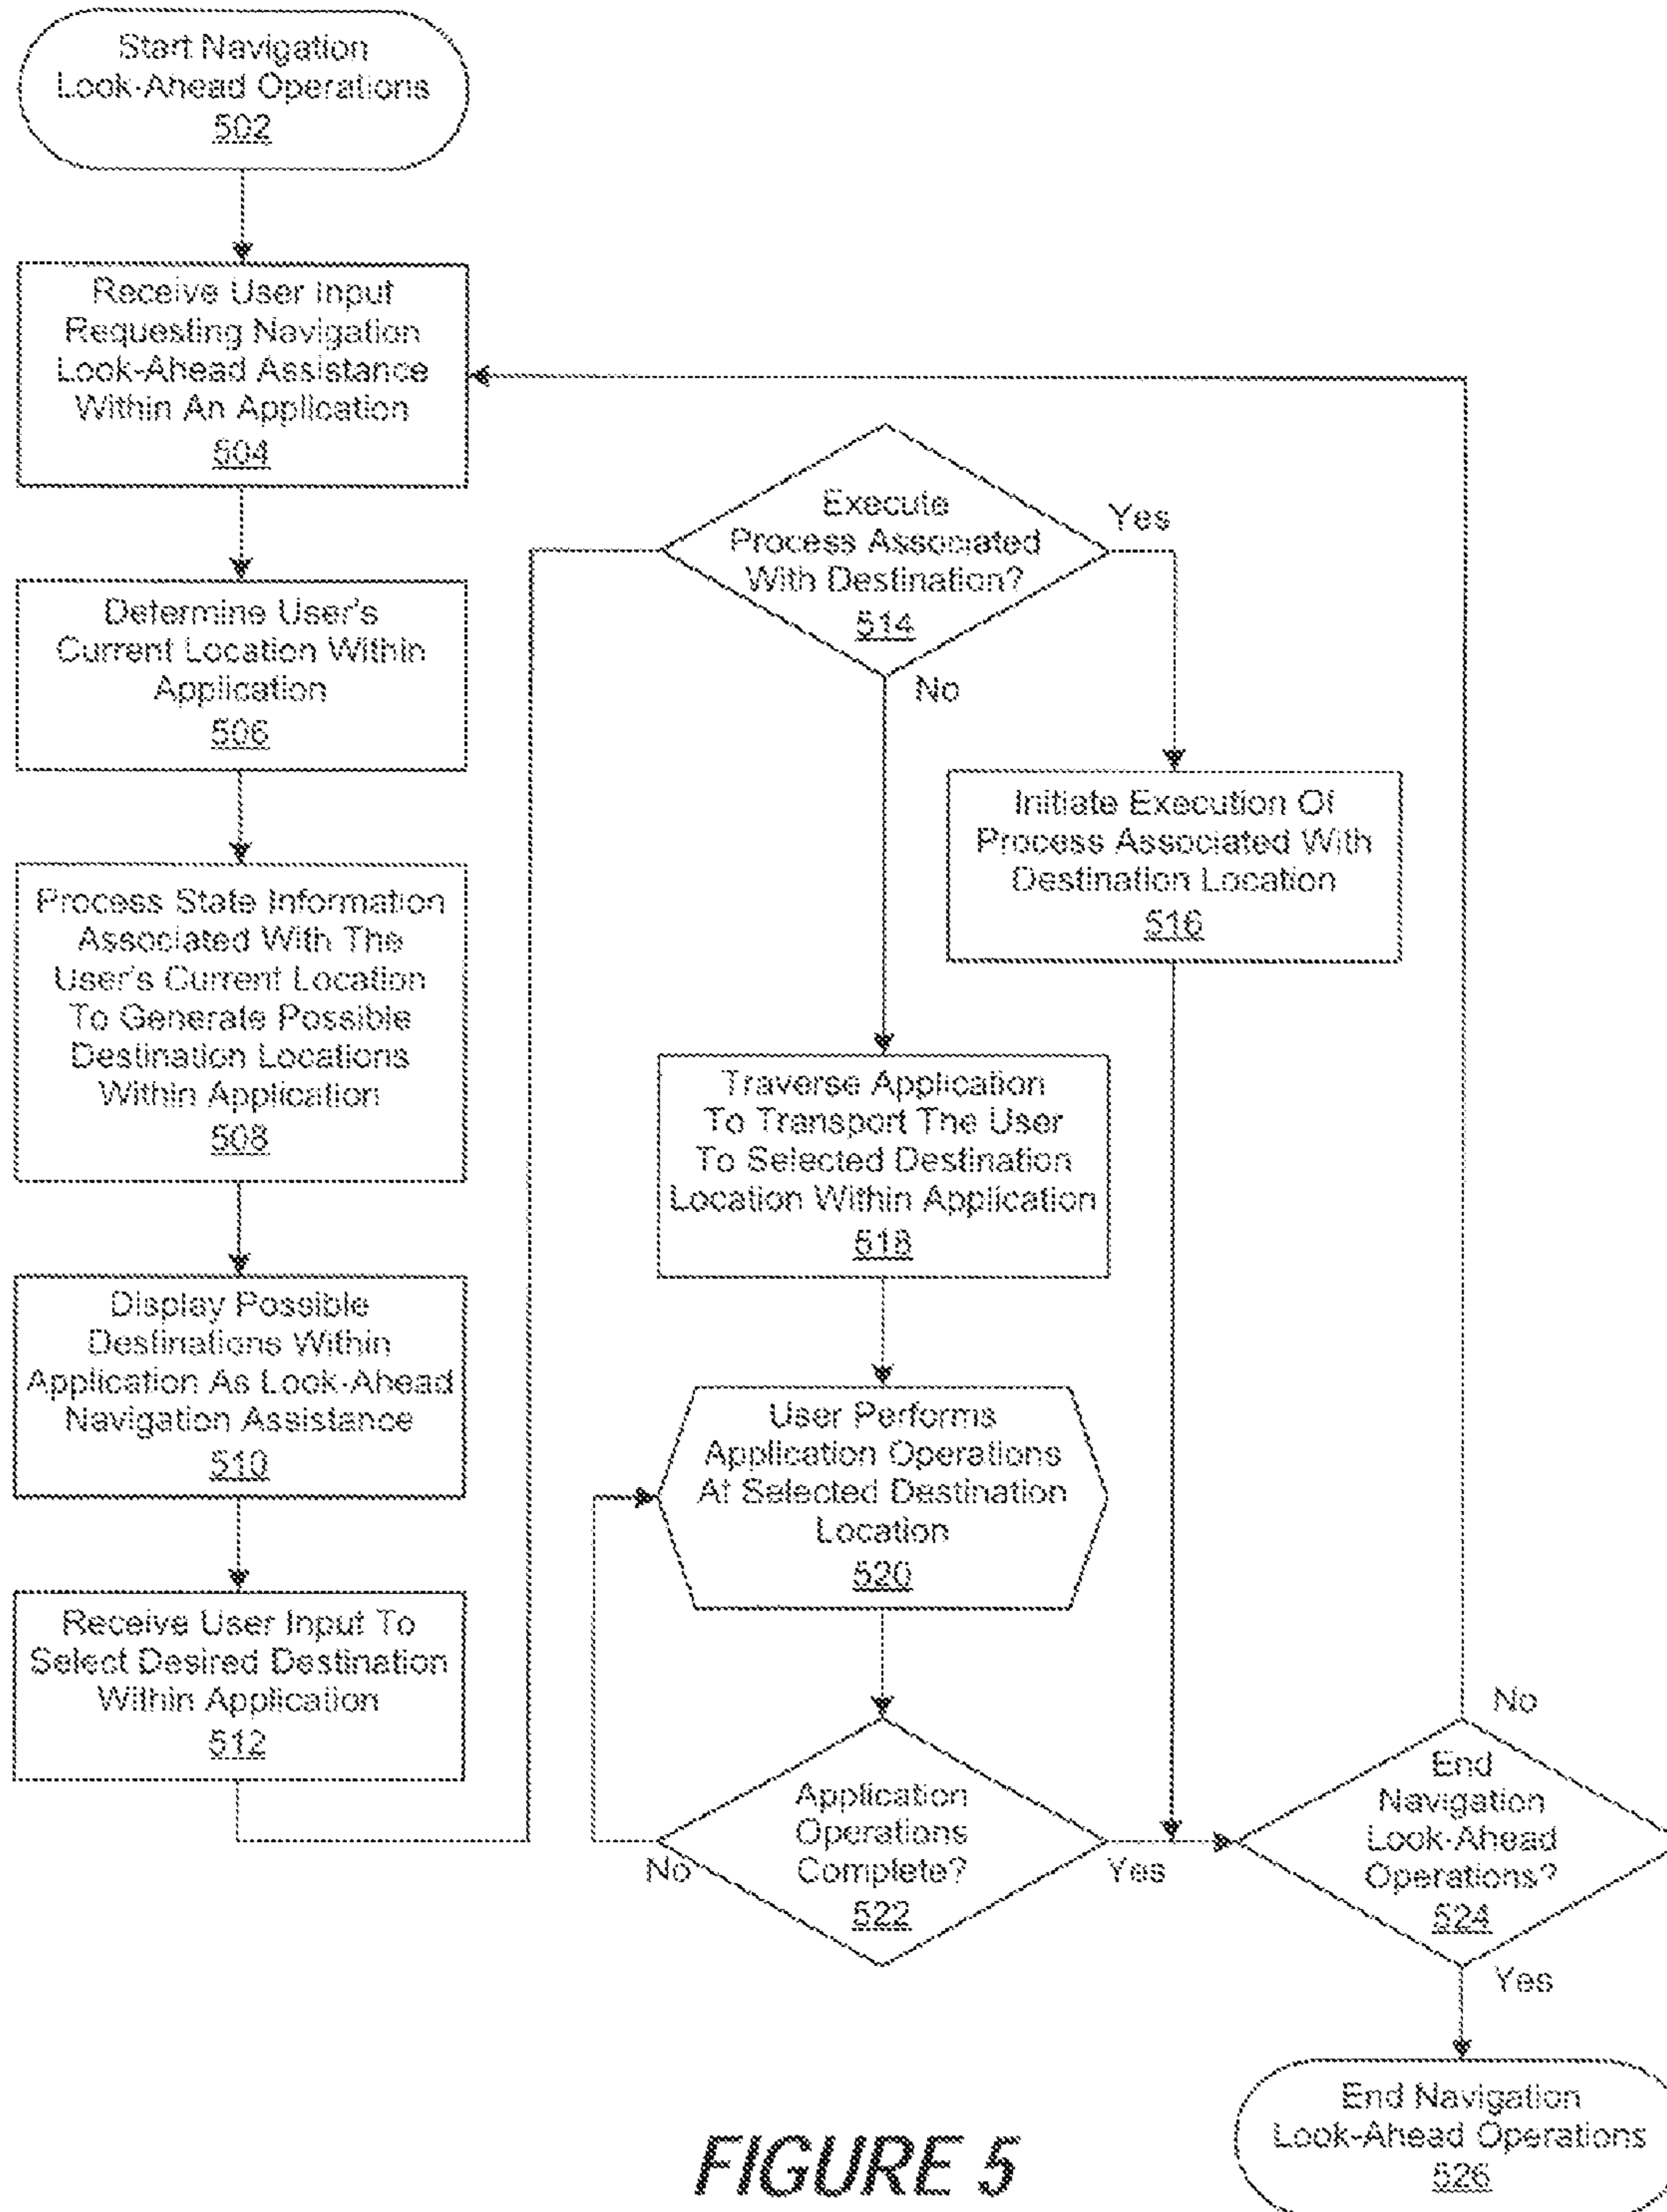 Start Navigation
Look-Ahead Operations
502
Receive User Input
Requesting Navigation
Look-Ahead Assistance
Within An Application
504
Determine User's
Current Location Within
Application
506
Process State Information
Associated With The
User's Current Location
To Generate Possible
Destination Locations
Within Application
508
Display Possible
Destinations Within
Application As Look-Ahead
Navigation Assistance
510
Receive User Input To
Select Desired Destination
Within Application
512
Execute
Process Associated
With Destination?
514
Yes
No
Initiate Execution Of
Process Associated With
Destination Location
516
Traverse Application
To Transport The User
To Selected Destination
Location Within Application
518
User Performs
Application Operations
At Selected Destination
Location
520
Application
Operations
Complete?
522
No
Yes
End
Navigation
Look-Ahead
Operations?
524
No
Yes
End Navigation
Look-Ahead Operations
526
FIGURE 5